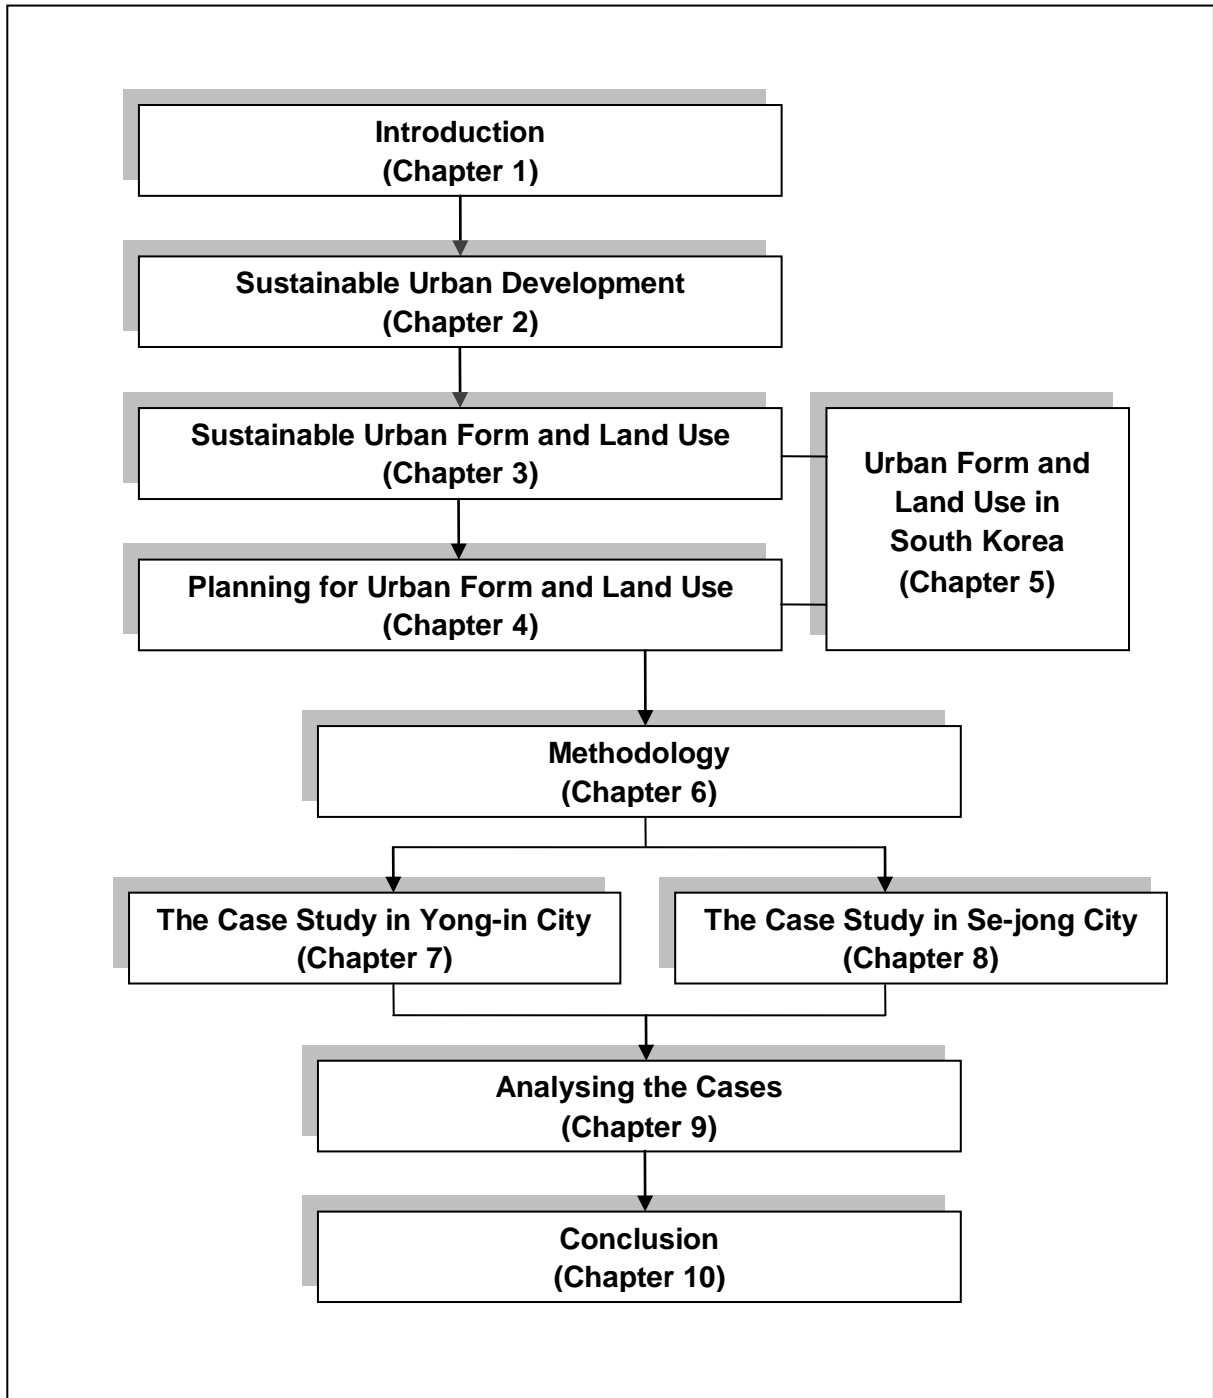 Introduction
(Chapter 1)
Sustainable Urban Development
(Chapter 2)
Sustainable Urban Form and Land Use
(Chapter 3)
Urban Form and
Land Use in
South Korea
(Chapter 5)
Planning for Urban Form and Land Use
(Chapter 4)
Methodology
(Chapter 6)
The Case Study in Yong-in City
(Chapter 7)
The Case Study in Se-jong City
(Chapter 8)
Analysing the Cases
(Chapter 9)
Conclusion
(Chapter 10)